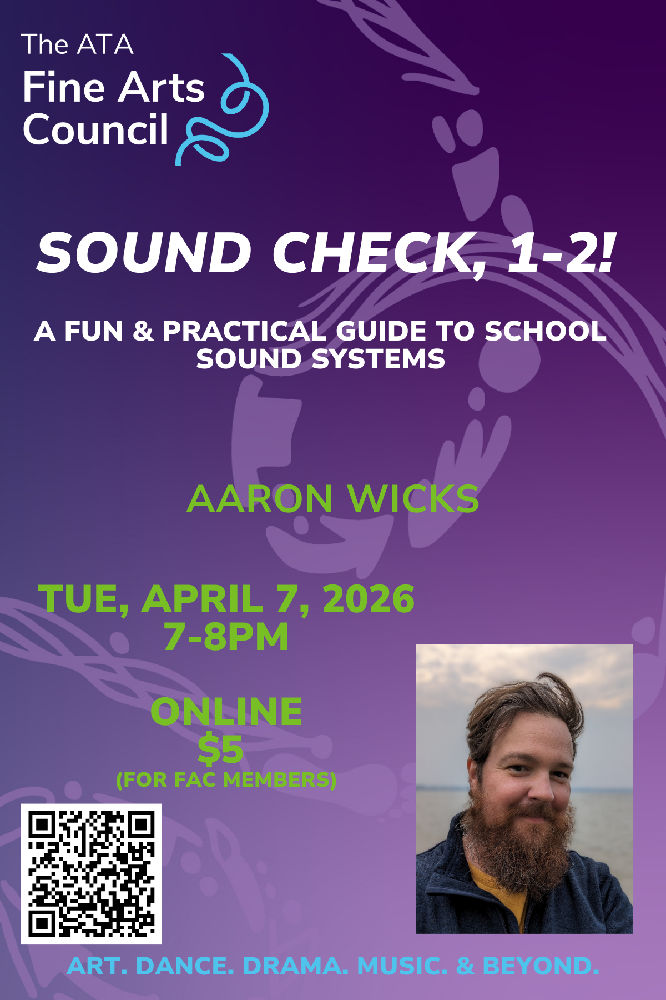 The ATA
Fine Arts
Council
SOUND CHECK, 1-2!
A FUN & PRACTICAL GUIDE TO SCHOOL
SOUND SYSTEMS
AARON WICKS
TUE, APRIL 7, 2026
7-8PM
ONLINE
$5
(FOR FAC MEMBERS)
ART. DANCE. DRAMA. MUSIC. & BEYOND.